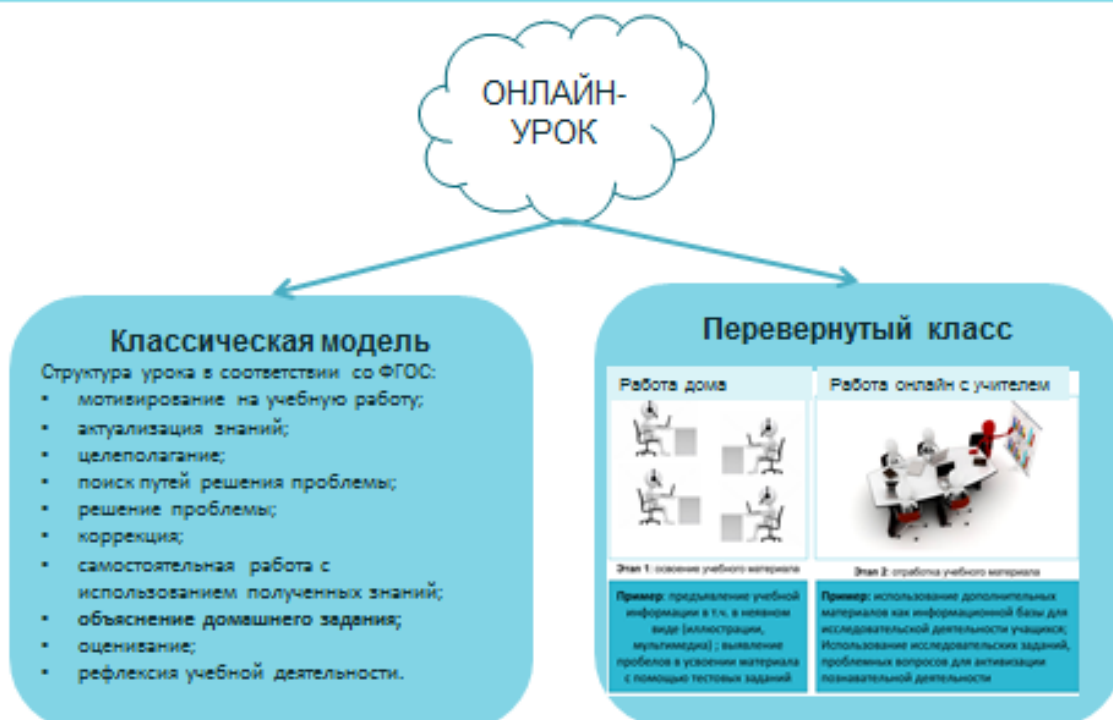 ОНЛАЙН-
УРОК
Классическая модель
Структура урока в соответствии со ФГОС:
▪ мотивирование на учебную работу;
▪ актуализация знаний;
▪ целеполагание;
▪ поиск путей решения проблемы;
▪ решение проблемы;
▪ коррекция;
▪ самостоятельная работа с
использованием полученных знаний;
▪ объяснение домашнего задания;
▪ оценивание;
▪ рефлексия учебной деятельности.
Перевернутый класс
Работа дома
Этап 1: освоение учебного материала
Пример: предъявление учебной
информации в т.ч. в неявном
виде (иллюстрации,
мультимедиа) ; выявление
пробелов в усвоении материала
с помощью тестовых заданий
Работа онлайн с учителем
Этап 2: отработка учебного материала
Пример: использование дополнительных
материалов как информационной базы для
исследовательской деятельности учащихся;
Использование исследовательских заданий,
проблемных вопросов для активизации
познавательной деятельности